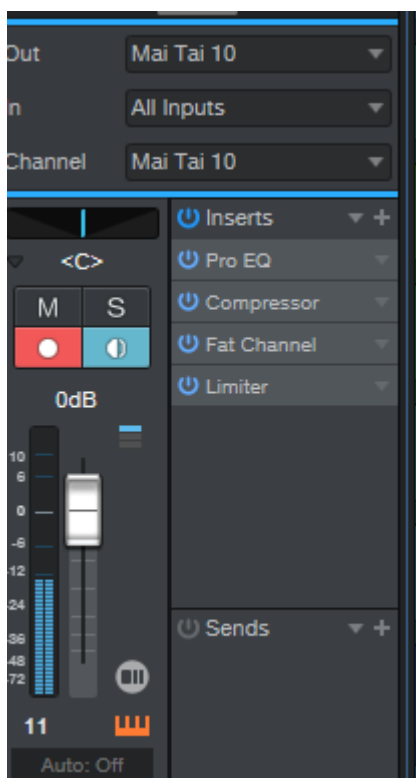 Out Mai Tai 10
n All Inputs
Channel Mai Tai 10
Inserts
<C> Pro EQ
M S Compressor
Fat Channel
0dB Limiter
10
6
0
-6
-12
24
36
48
72
Sends
11
Auto: Off